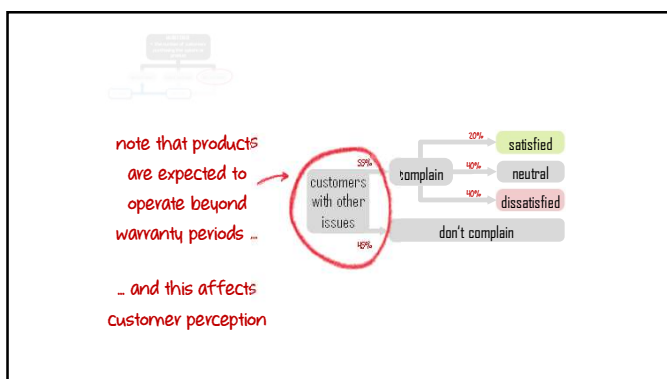 note that products
are expected to
operate beyond
warranty periods ...
... and this affects
customer perception
customers
with other
issues
55%
45%
complain
20%
40%
40%
satisfied
neutral
dissatisfied
don't complain